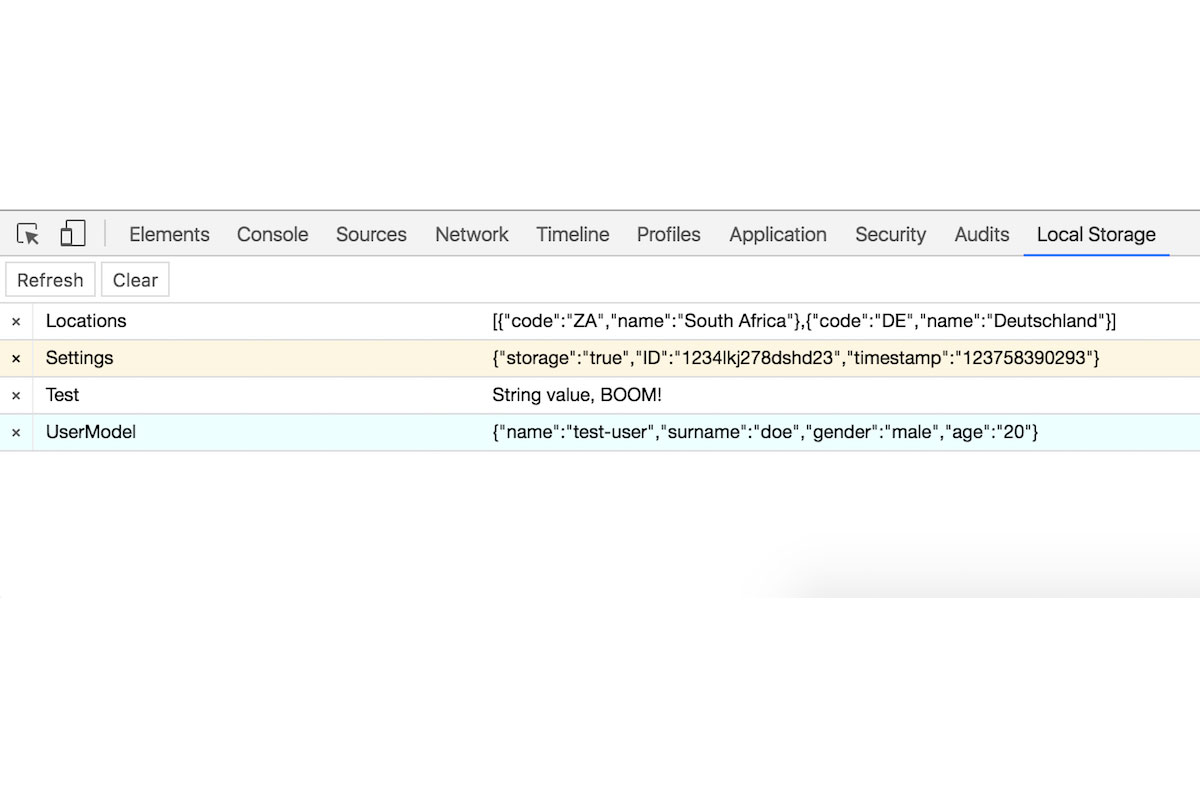 Elements Console Sources Network Timeline Profiles Application Security Audits Local Storage
Refresh Clear
× Locations [{"code":"ZA","name":"South Africa"},{"code":"DE","name":"Deutschland"}]
× Settings {"storage":"true","ID":"1234lkj278dshd23","timestamp":"123758390293"}
× Test String value, BOOM!
× UserModel {"name":"test-user","surname":"doe","gender":"male","age":"20"}